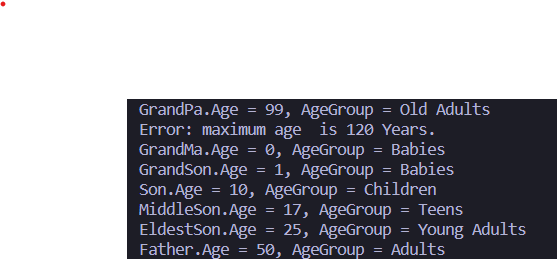 GrandPa.Age = 99, AgeGroup = Old Adults
Error: maximum age  is 120 Years.
GrandMa.Age = 0, AgeGroup = Babies
GrandSon.Age = 1, AgeGroup = Babies
Son.Age = 10, AgeGroup = Children
MiddleSon.Age = 17, AgeGroup = Teens
EldestSon.Age = 25, AgeGroup = Young Adults
Father.Age = 50, AgeGroup = Adults